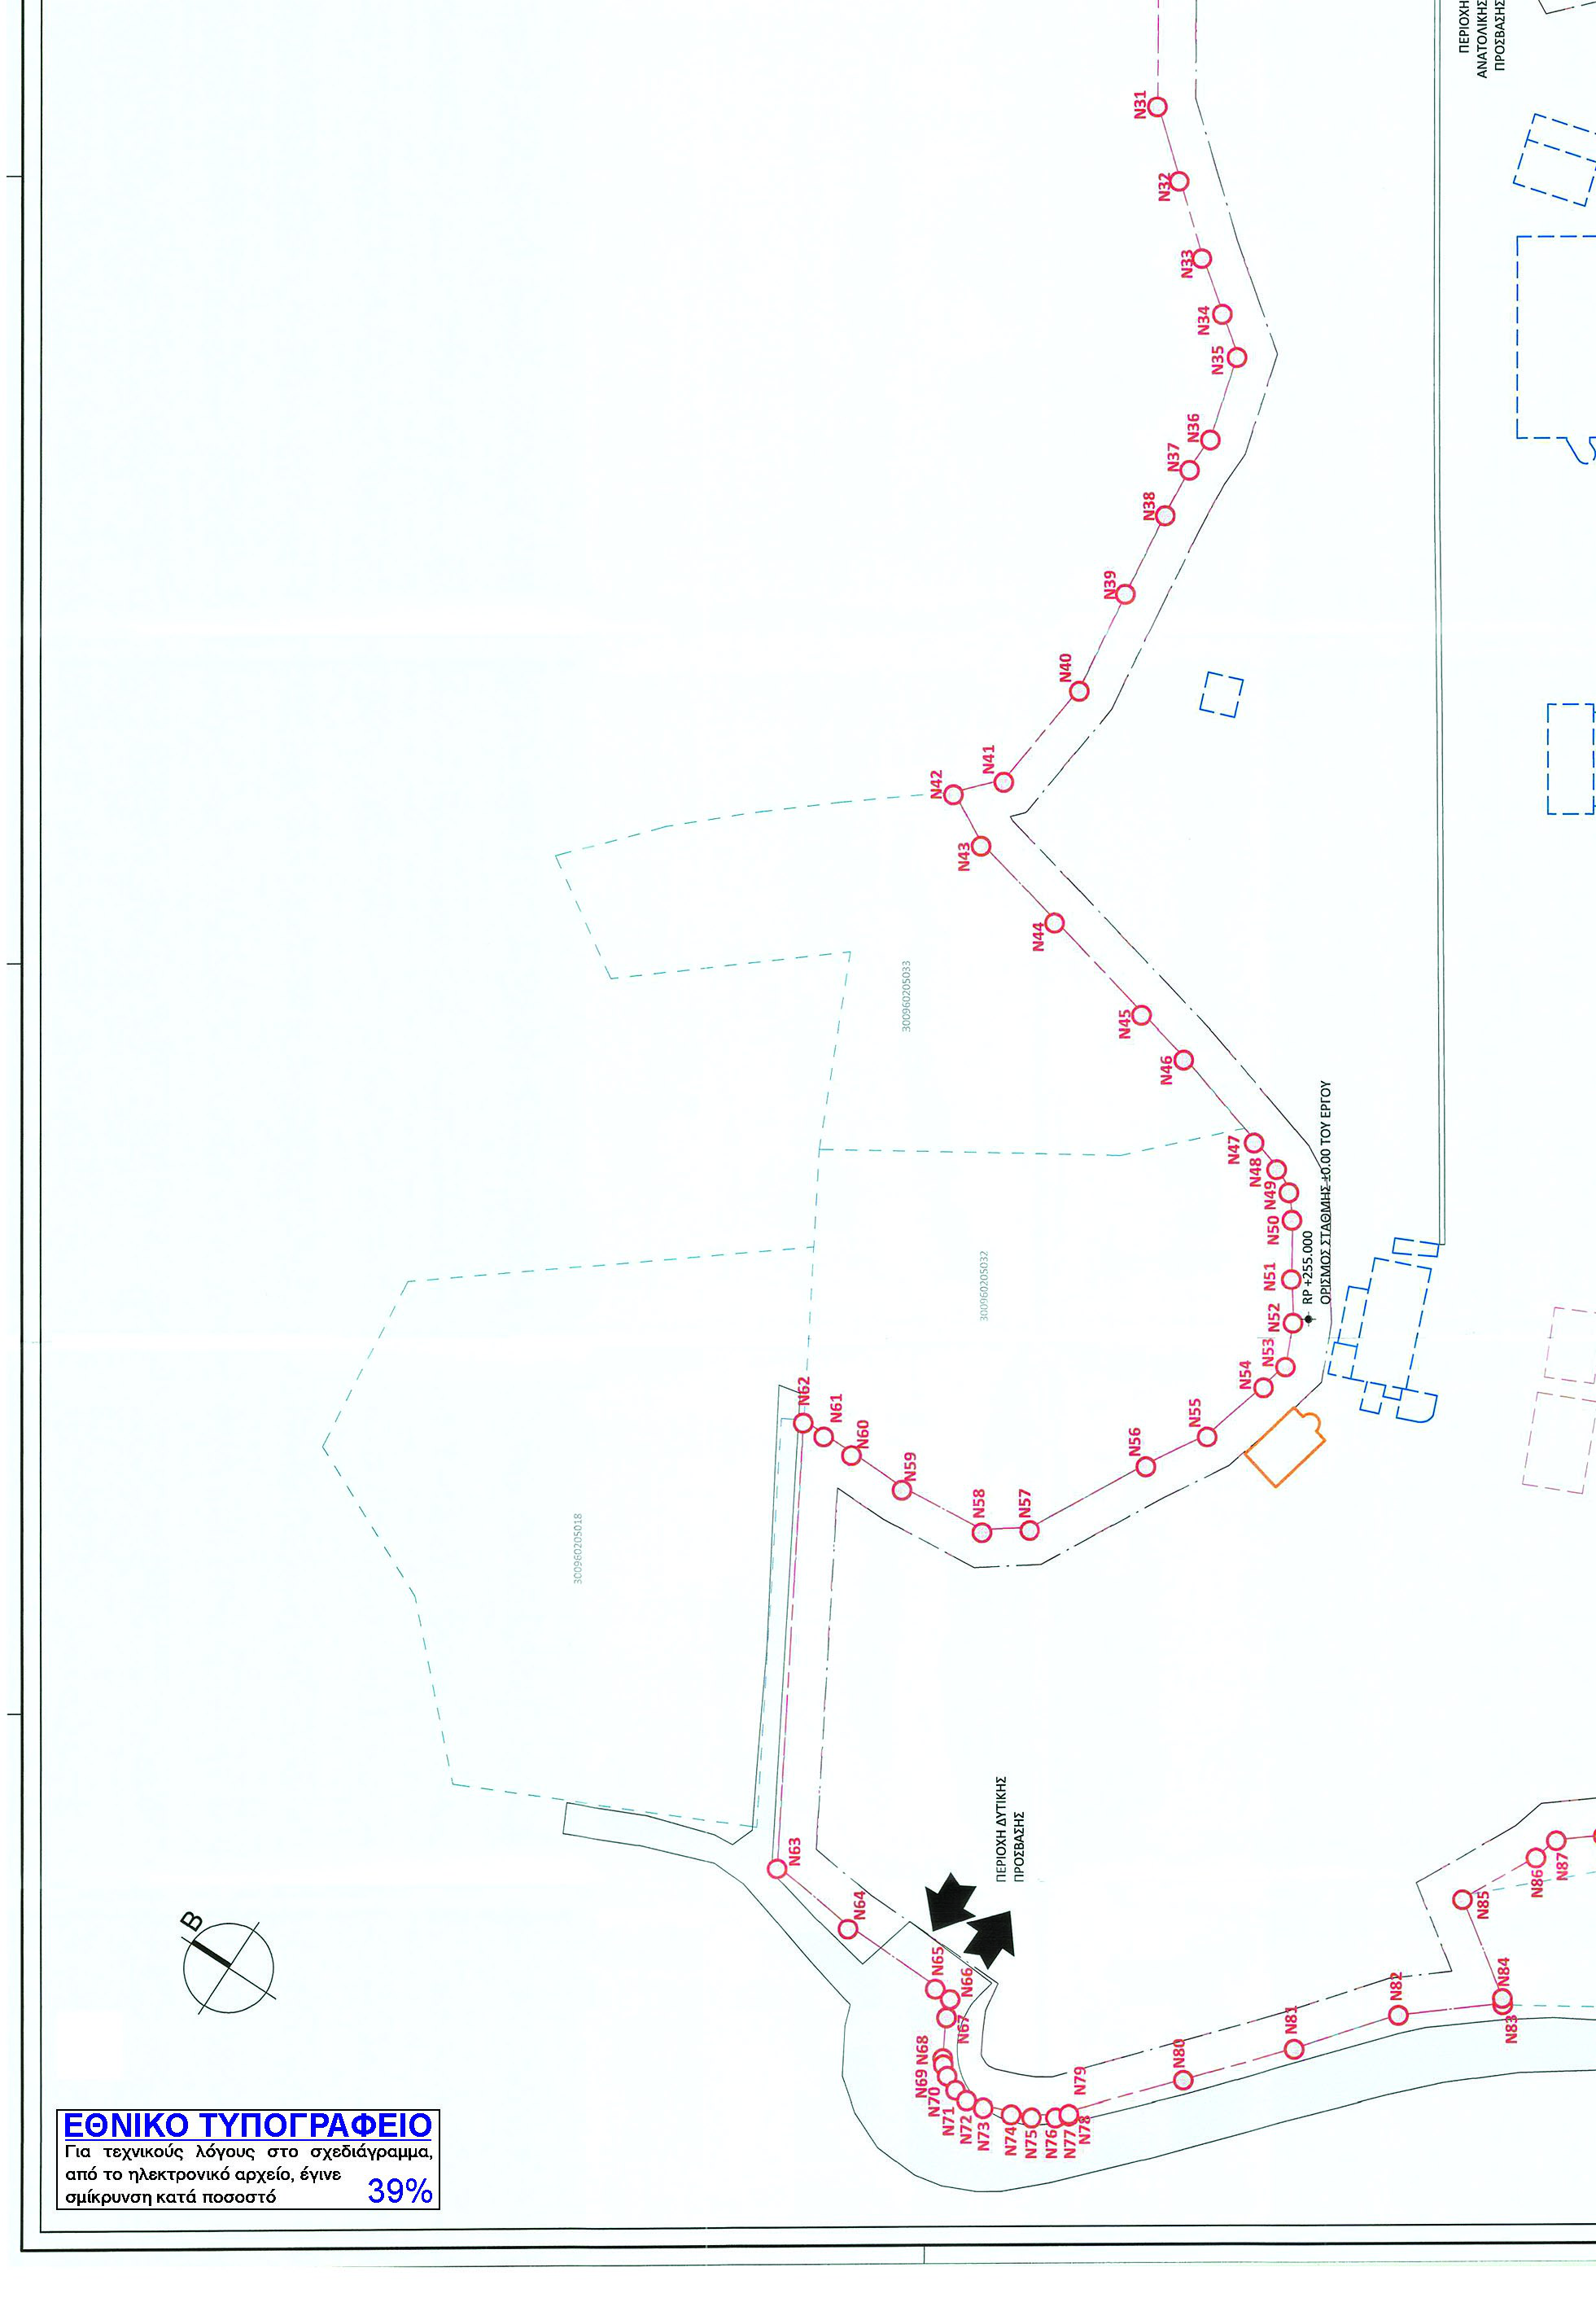 ΠΕΡΙΟΧΗ
ΑΝΑΤΟΛΙΚΗΣ
ΠΡΟΣΒΑΣΗΣ
N31
N32
N33
N34
N35
N36
N37
N38
N39
N40
N41
N42
N43
N44
300960205033
N45
N46
N47
N48
N49
N50
N51
N52
RP +255.000
ΟΡΙΣΜΟΣ ΣΤΑΘΜΗΣ ±0.00 ΤΟΥ ΕΡΓΟΥ
300960205032
N53
N54
N55
N56
N57
N58
N59
N60
N61
N62
300960205018
N63
N64
ΠΕΡΙΟΧΗ ΔΥΤΙΚΗΣ
ΠΡΟΣΒΑΣΗΣ
B
N65
N66
N67
N68
N69
N70
N71
N72
N73
N74
N75
N76
N77
N78
N79
N80
N81
N82
N83
N84
N85
N86
N87
ΕΘΝΙΚΟ ΤΥΠΟΓΡΑΦΕΙΟ
Για τεχνικούς λόγους στο σχεδιάγραμμα,
από το ηλεκτρονικό αρχείο, έγινε
σμίκρυνση κατά ποσοστό 39%